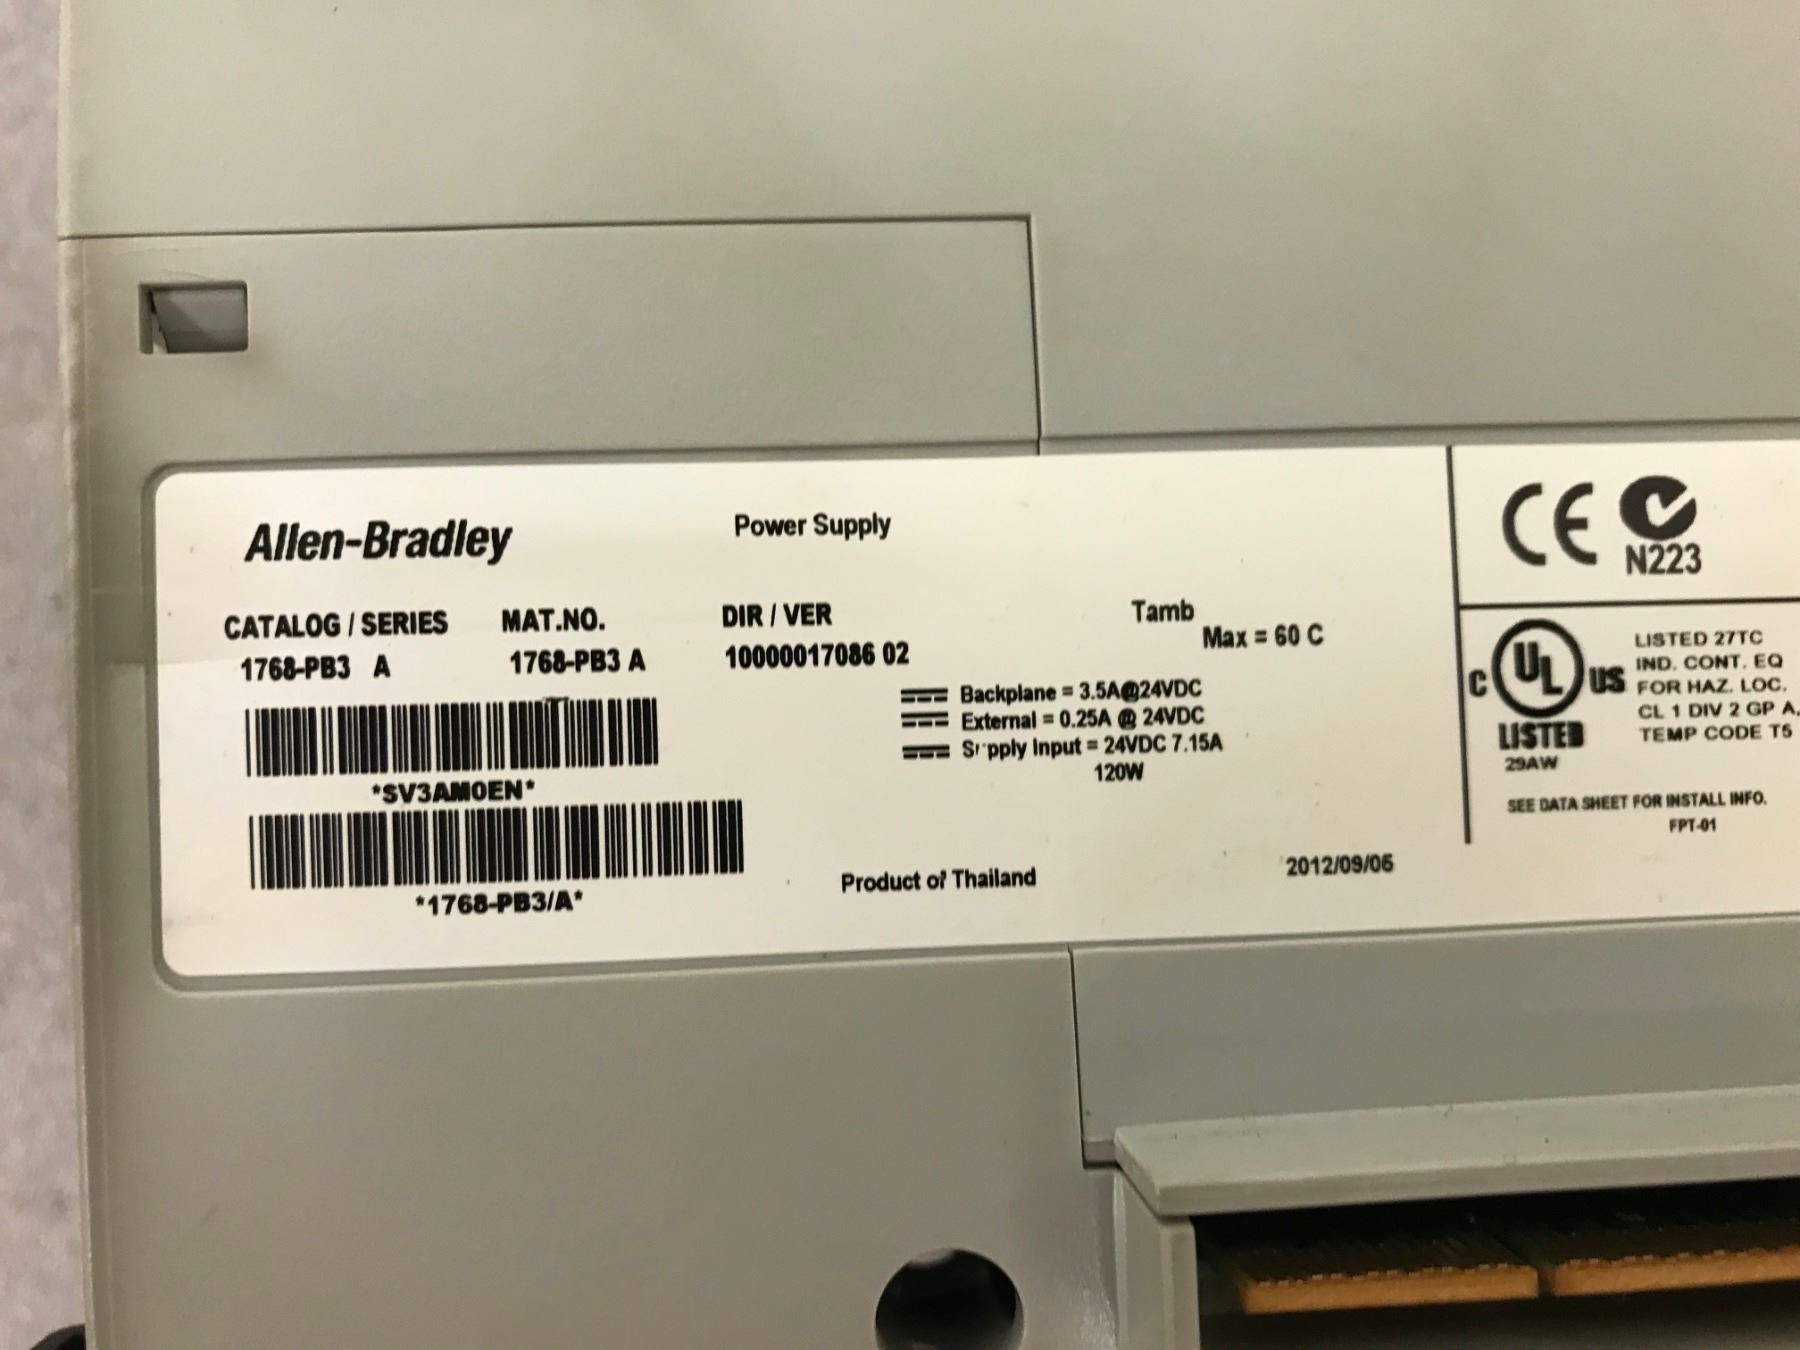 Allen-Bradley
Power Supply
CATALOG / SERIES MAT.NO. DIR / VER
1768-PB3 A 1768-PB3 A 10000017086 02
Tamb
Max = 60 C
Backplane = 3.5A@24VDC
External = 0.25A @ 24VDC
Supply Input = 24VDC 7.15A
120W
*SV3AM0EN*
*1768-PB3/A*
Product of Thailand
2012/09/06
CE
N223
C UL US
LISTED
29AW
LISTED 27TC
IND. CONT. EQ
FOR HAZ. LOC.
CL 1 DIV 2 GP A,
TEMP CODE T5
SEE DATA SHEET FOR INSTALL INFO.
FPT-01